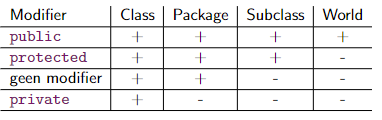 Modifier Class Package Subclass World
public + + + +
protected + + + -
geen modifier + + - -
private + - - -